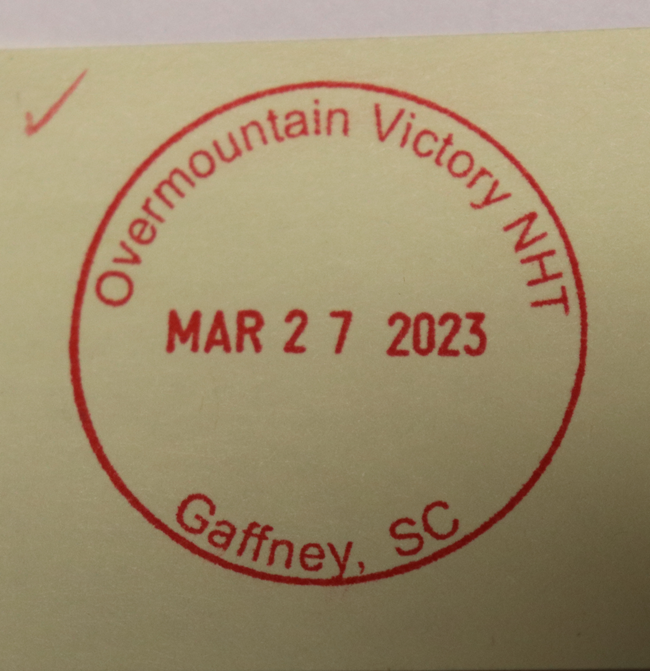 Overmountain Victory NHT
MAR 27 2023
Gaffney, SC